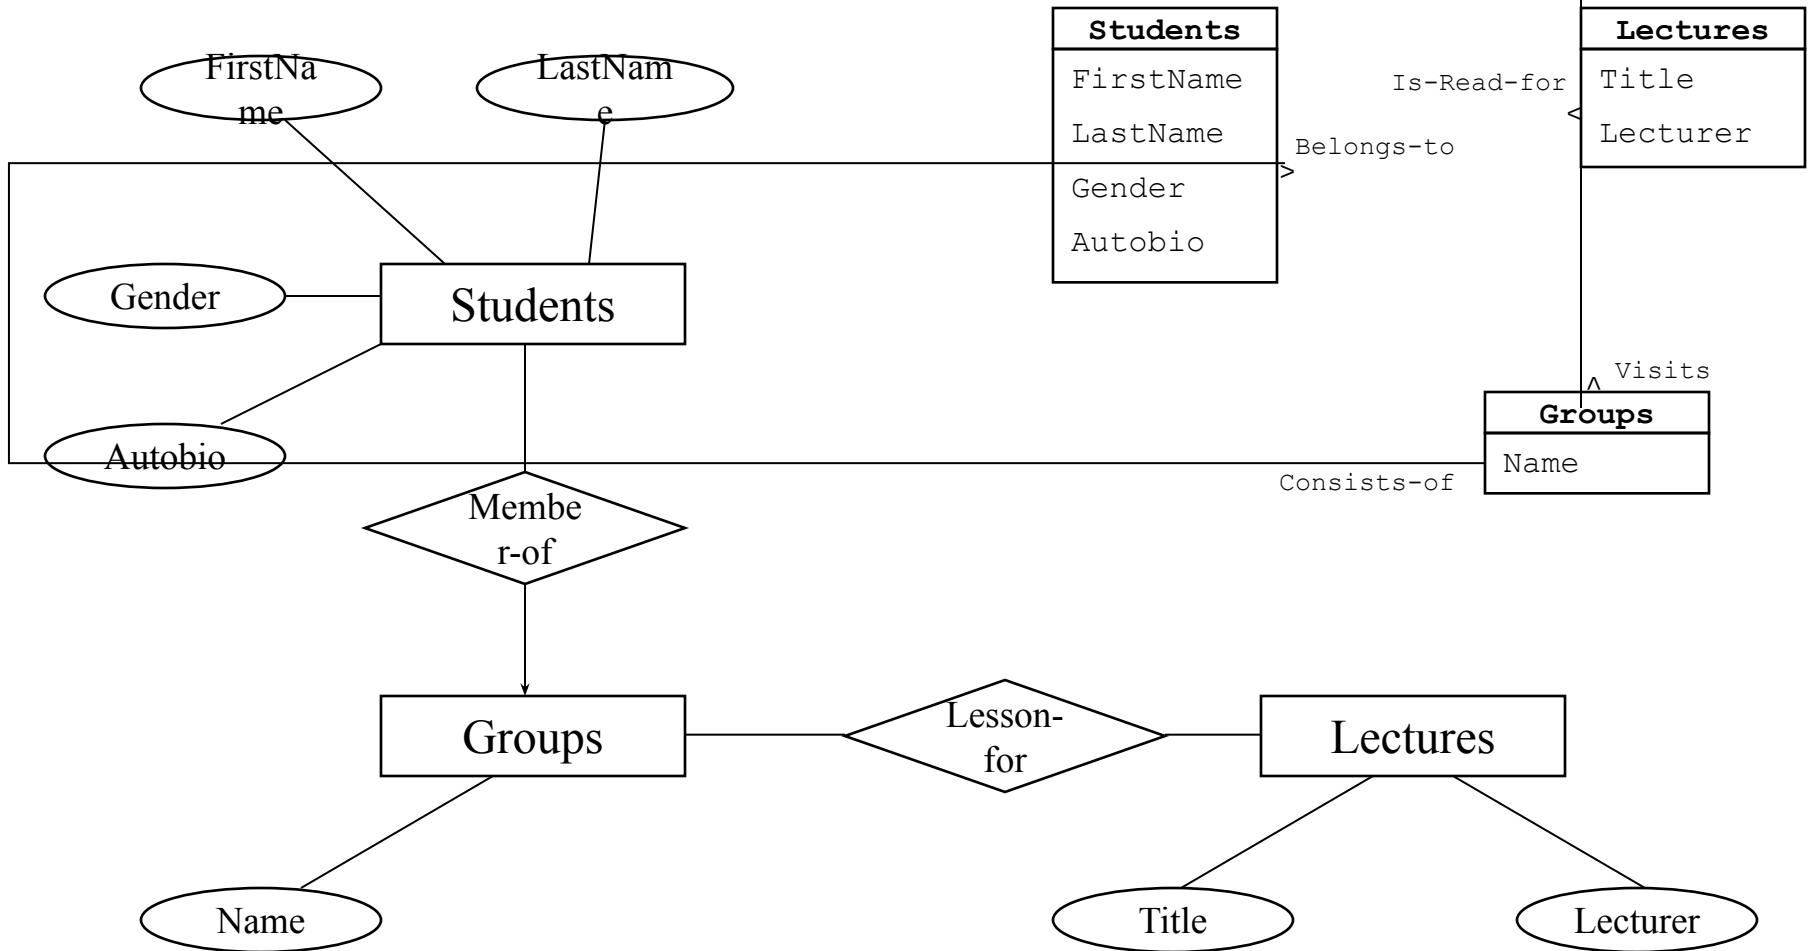 FirstNa
me
LastNam
e
Gender
Students
Autobio
Membe
r-of
Groups
Lesson-
for
Lectures
Name
Title
Lecturer
Students
FirstName
LastName
Gender
Autobio
Belongs-to
>
Is-Read-for
<
Lectures
Title
Lecturer
Visits
^
Groups
Name
Consists-of